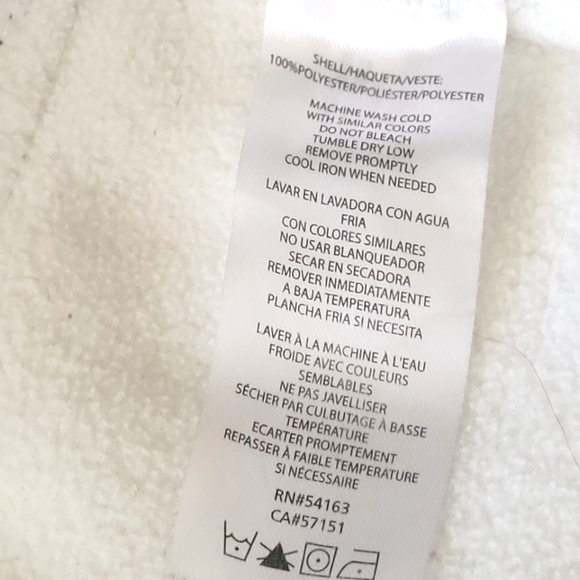 SHELL/HAQUETA/VESTE:
100%POLYESTER/POLIÉSTER/POLYESTER
MACHINE WASH COLD
WITH SIMILAR COLORS
DO NOT BLEACH
TUMBLE DRY LOW
REMOVE PROMPTLY
COOL IRON WHEN NEEDED
LAVAR EN LAVADORA CON AGUA
FRIA
CON COLORES SIMILARES
NO USAR BLANQUEADOR
SECAR EN SECADORA
REMOVER INMEDIATAMENTE
A BAJA TEMPERATURA
PLANCHA FRIA SI NECESITA
LAVER À LA MACHINE À L'EAU
FROIDE AVEC COULEURS
SEMBLABLES
NE PAS JAVELLISER
SÉCHER PAR CULBUTAGE À BASSE
TEMPÉRATURE
ECARTER PROMPTEMENT
REPASSER À FAIBLE TEMPERATURE
SI NÉCESSAIRE
RN#54163
CA#57151